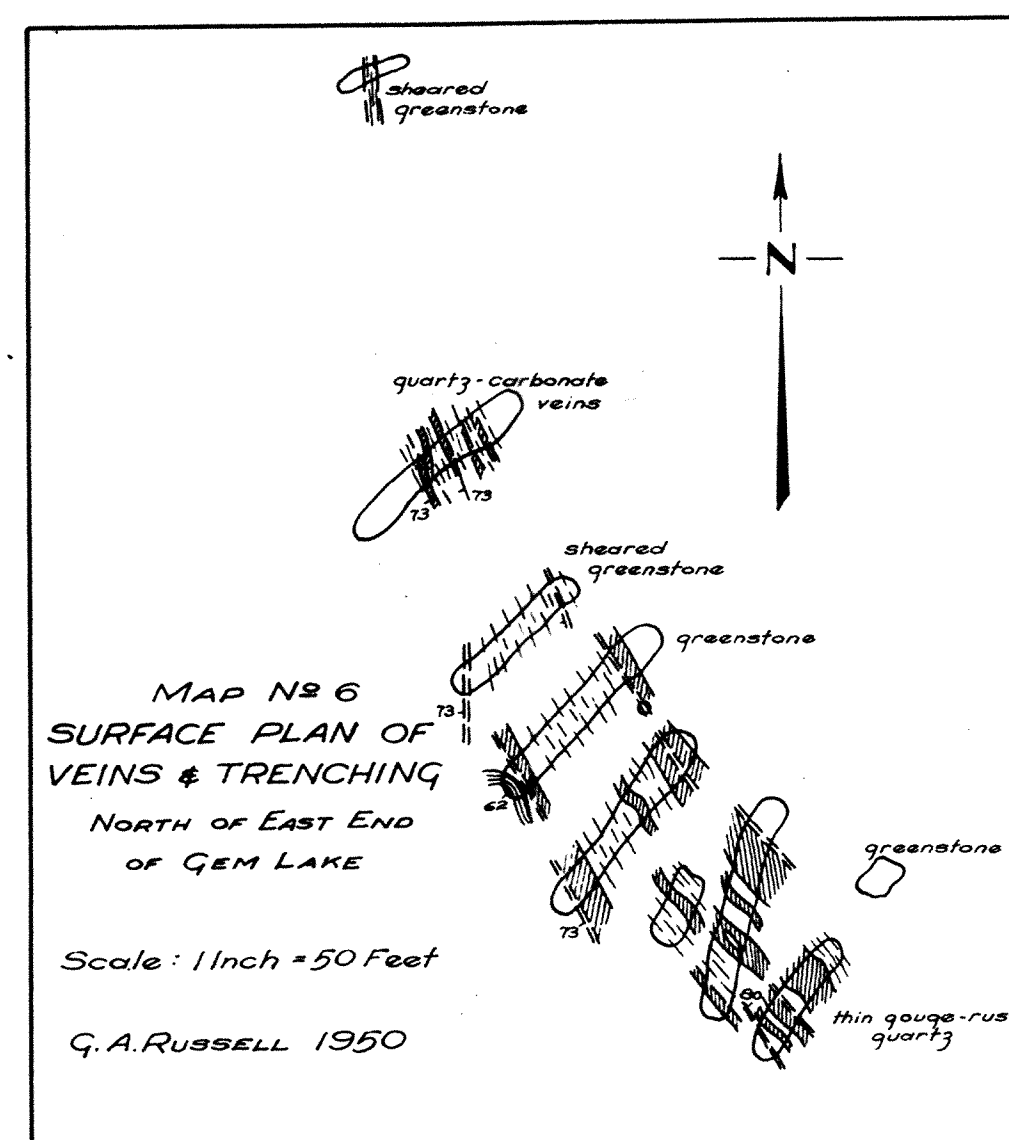 sheared
greenstone
N
quartz-carbonate
veins
73
73
sheared
greenstone
greenstone
73
MAP Nº 6
SURFACE PLAN OF
VEINS & TRENCHING
NORTH OF EAST END
OF GEM LAKE
62
greenstone
73
Scale: 1 Inch = 50 Feet
80
thin gouge-rus
quartz
G.A. RUSSELL 1950